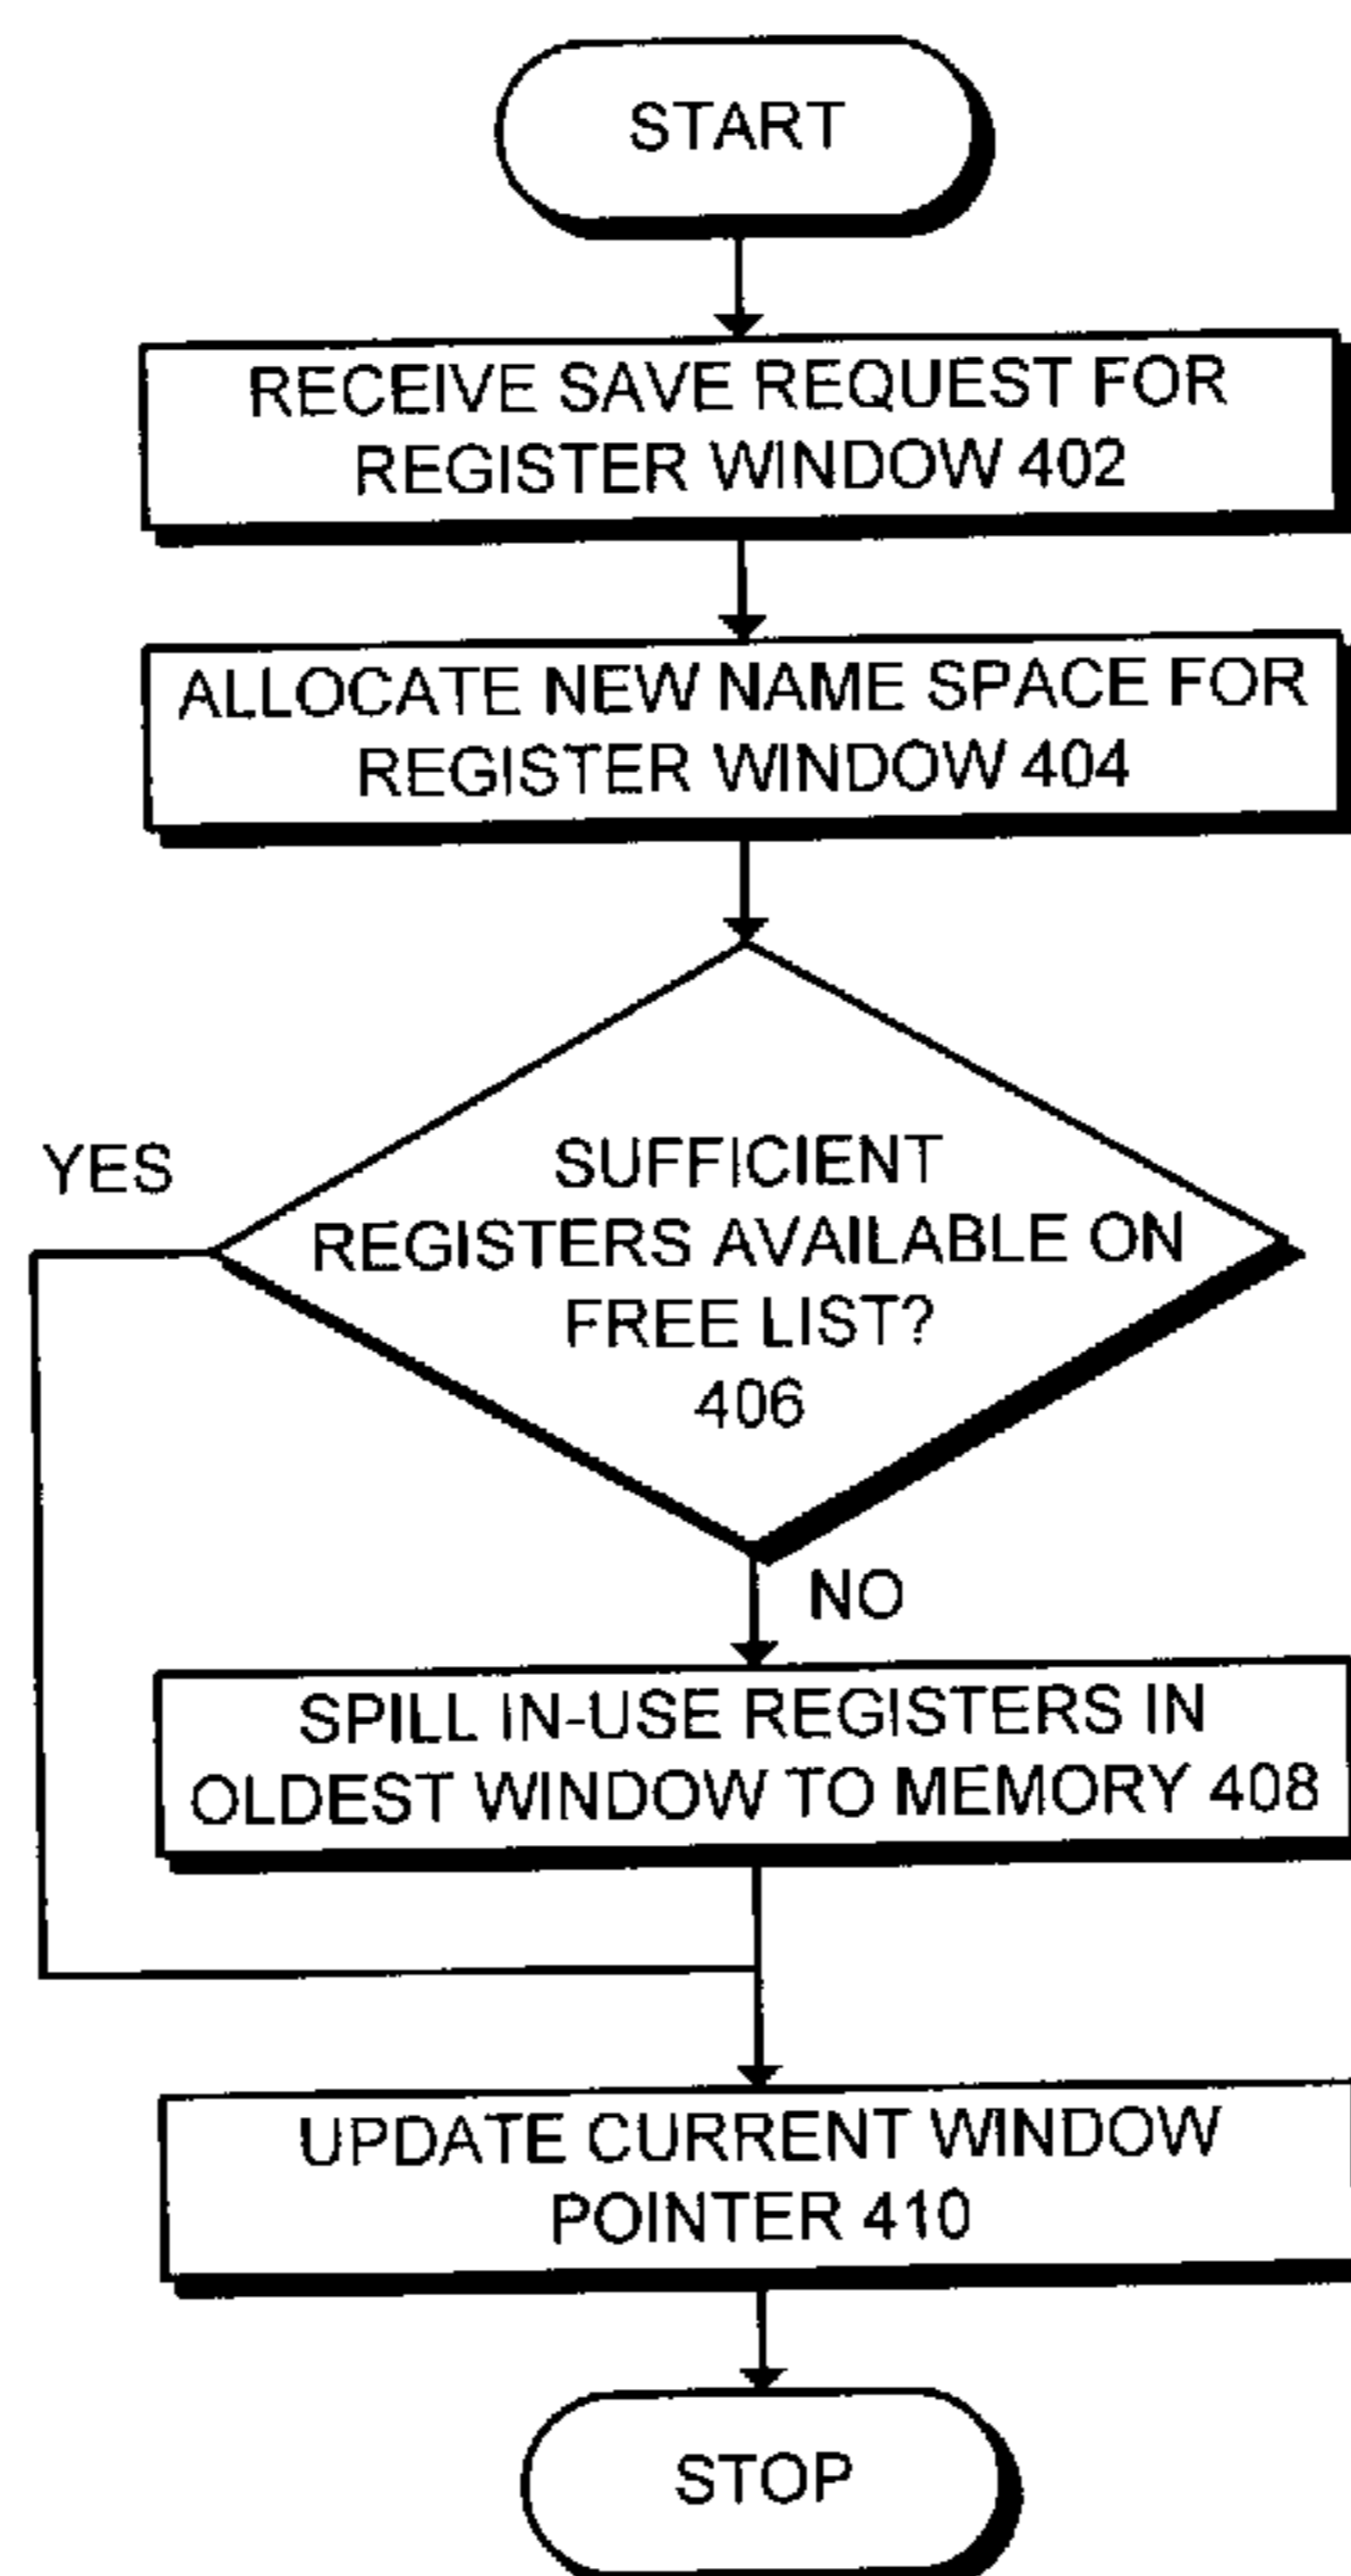 START
RECEIVE SAVE REQUEST FOR
REGISTER WINDOW 402
ALLOCATE NEW NAME SPACE FOR
REGISTER WINDOW 404
YES
SUFFICIENT
REGISTERS AVAILABLE ON
FREE LIST?
406
NO
SPILL IN-USE REGISTERS IN
OLDEST WINDOW TO MEMORY 408
UPDATE CURRENT WINDOW
POINTER 410
STOP